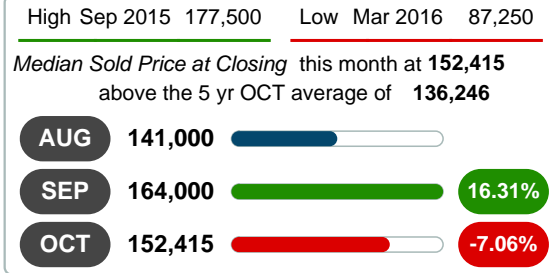 High Sep 2015 177,500 Low Mar 2016 87,250
Median Sold Price at Closing this month at 152,415
above the 5 yr OCT average of 136,246
AUG 141,000
SEP 164,000 16.31%
OCT 152,415 -7.06%